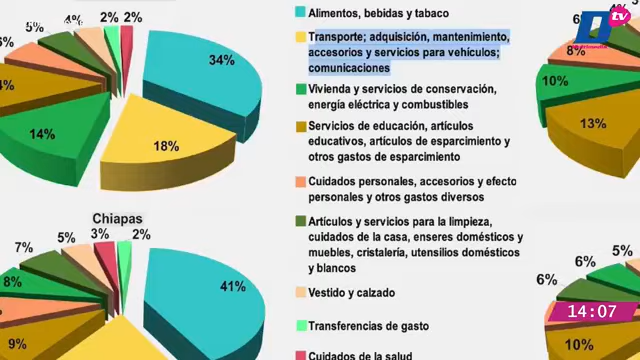 34%
18%
14%
4%
6%
5%
4%
2%
2%
Alimentos, bebidas y tabaco
Transporte; adquisición, mantenimiento,
accesorios y servicios para vehículos;
comunicaciones
Vivienda y servicios de conservación,
energía eléctrica y combustibles
Servicios de educación, artículos
educativos, artículos de esparcimiento y
otros gastos de esparcimiento
Cuidados personales, accesorios y efecto
personales y otros gastos diversos
Artículos y servicios para la limpieza,
cuidados de la casa, enseres domésticos y
muebles, cristalería, utensilios domésticos
y blancos
Vestido y calzado
Transferencias de gasto
Cuidados de la salud
Chiapas
41%
9%
8%
7%
5%
3%
2%
8%
10%
13%
5%
6%
6%
10%
tv
14:07